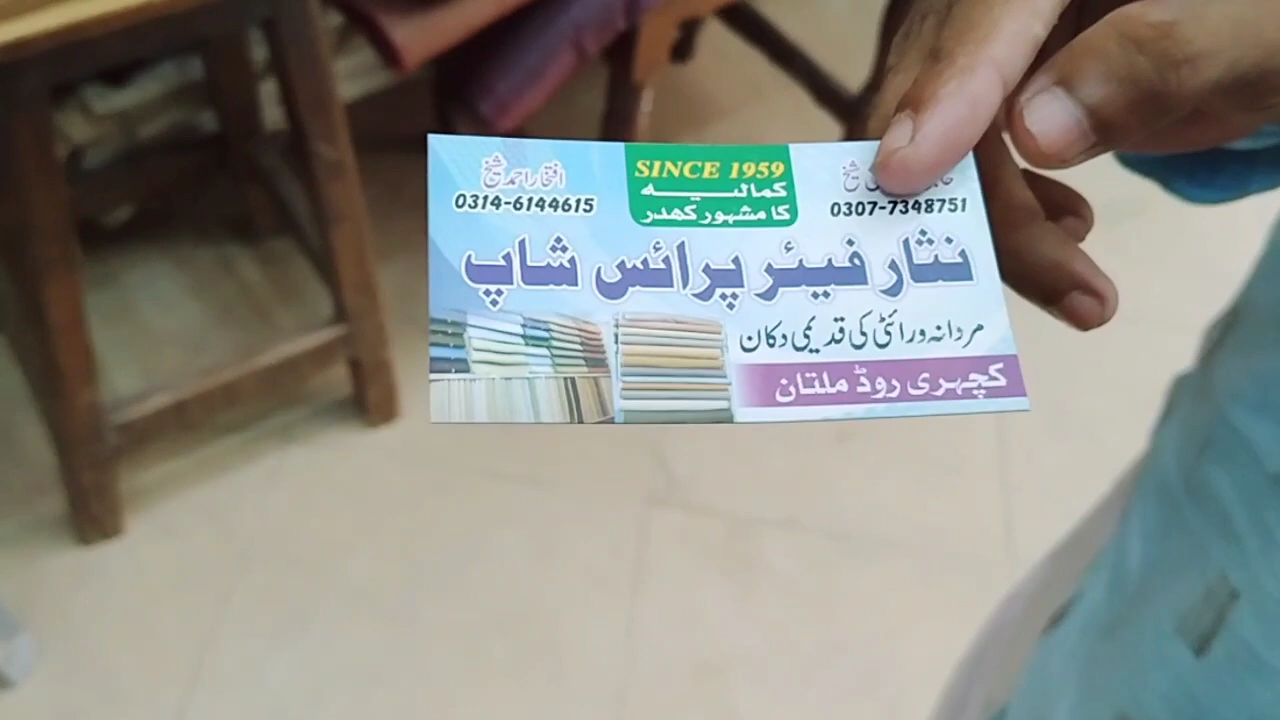 SINCE 1959
کمالیہ
کا مشہور کھدر
شیخ
0307-7348751
افتخار احمد شیخ
0314-6144615
نثار فیئر پرائس شاپ
مردانہ ورائٹی کی قدیمی دکان
کچہری روڈ ملتان